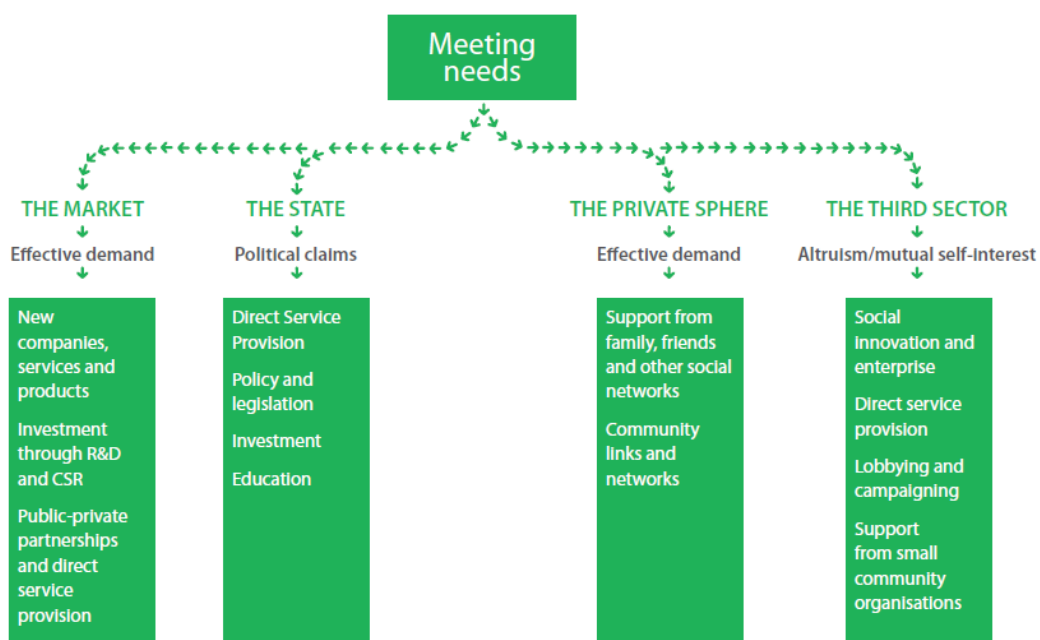 Meeting
needs
THE MARKET
Effective demand
New
companies,
services and
products
Investment
through R&D
and CSR
Public-private
partnerships
and direct
service
provision
THE STATE
Political claims
Direct Service
Provision
Policy and
legislation
Investment
Education
THE PRIVATE SPHERE
Effective demand
Support from
family, friends
and other social
networks
Community
links and
networks
THE THIRD SECTOR
Altruism/mutual self-interest
Social
innovation and
enterprise
Direct service
provision
Lobbying and
campaigning
Support
from small
community
organisations